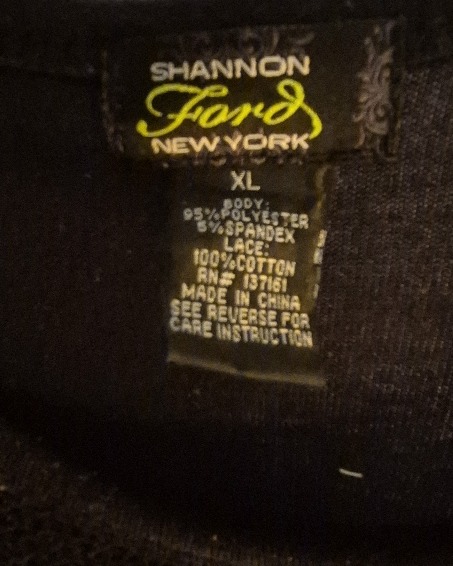 SHANNON
Ford
NEW YORK
XL
BODY:
95%POLYESTER
5%SPANDEX
LACE:
100%COTTON
RN# 137161
MADE IN CHINA
SEE REVERSE FOR
CARE INSTRUCTION